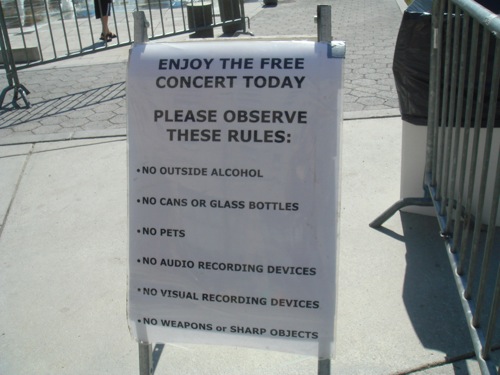 ENJOY THE FREE
CONCERT TODAY
PLEASE OBSERVE
THESE RULES:
• NO OUTSIDE ALCOHOL
• NO CANS OR GLASS BOTTLES
• NO PETS
• NO AUDIO RECORDING DEVICES
• NO VISUAL RECORDING DEVICES
• NO WEAPONS or SHARP OBJECTS